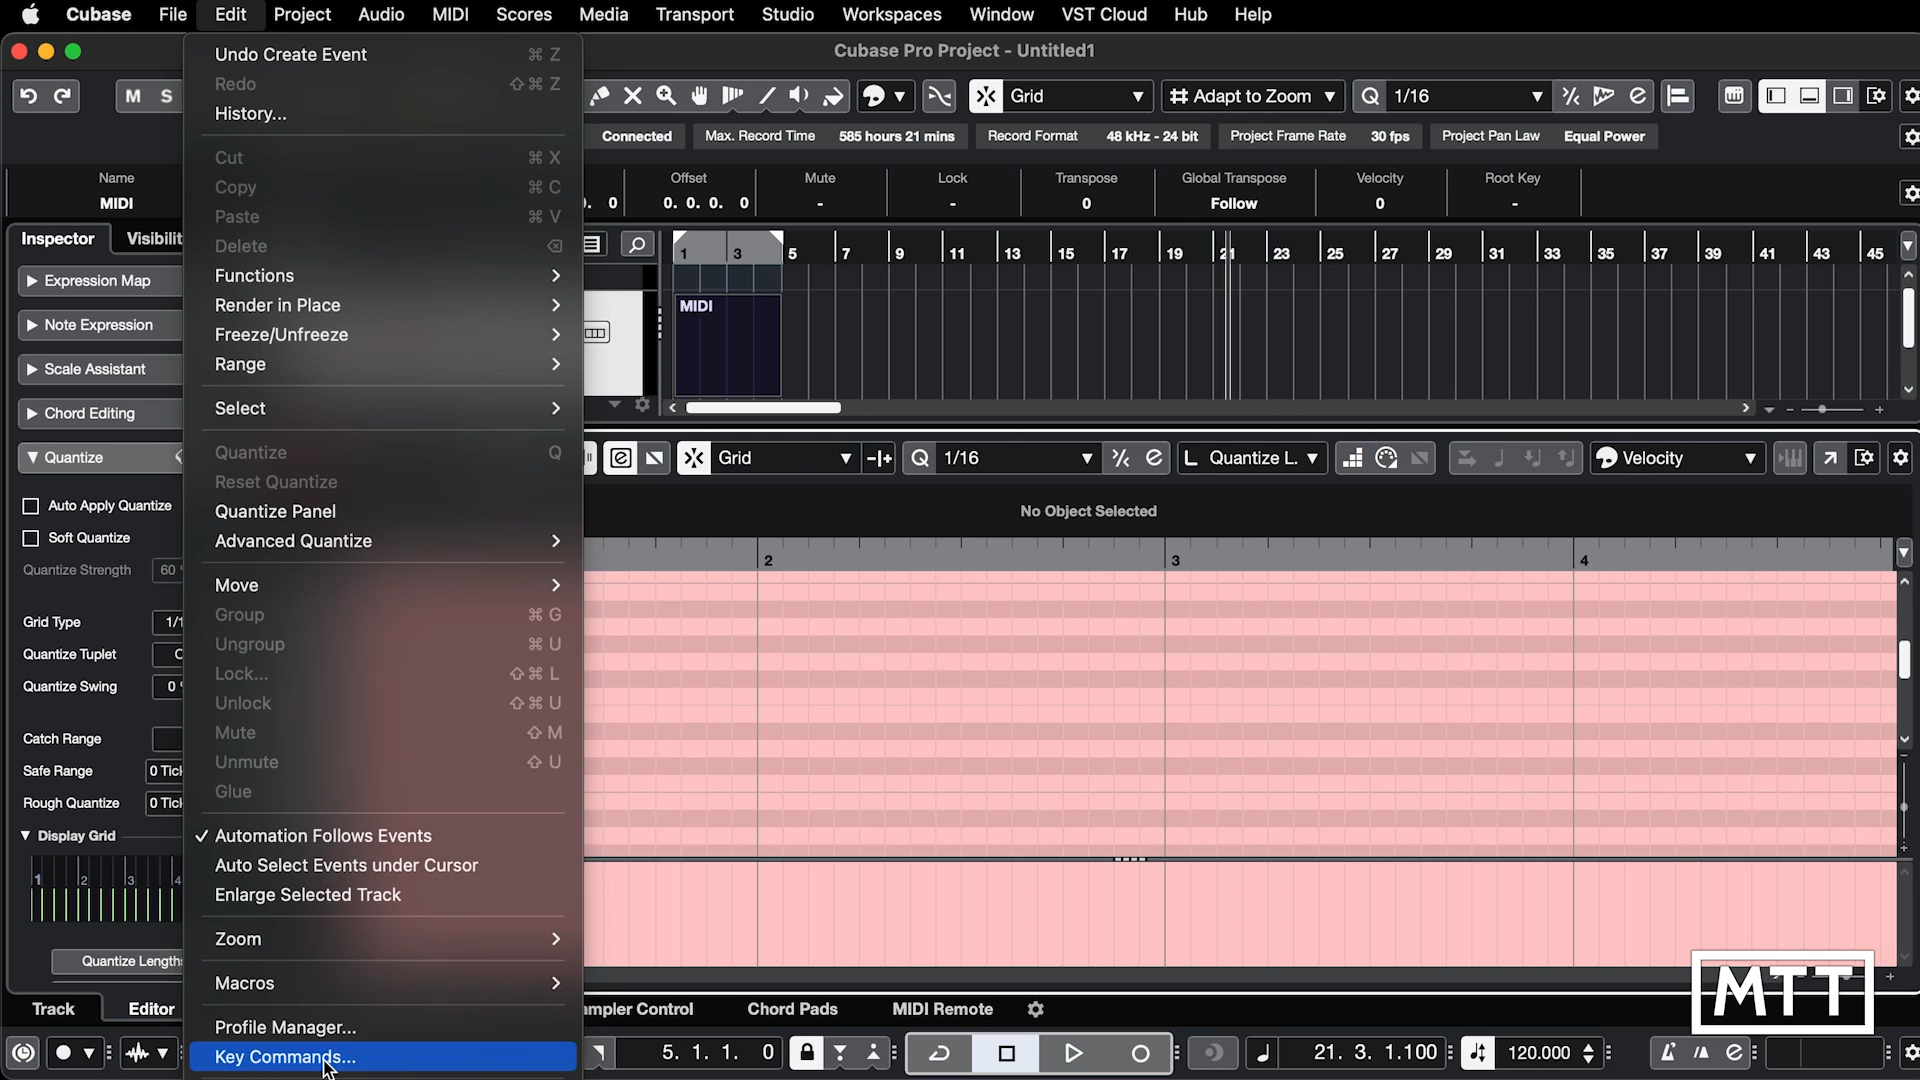 Cubase File Edit Project Audio MIDI Scores Media Transport Studio Workspaces Window VST Cloud Hub Help
Cubase Pro Project - Untitled1
M S
Grid
Adapt to Zoom
1/16
Connected
Max. Record Time 585 hours 21 mins
Record Format 48 kHz - 24 bit
Project Frame Rate 30 fps
Project Pan Law Equal Power
Name
MIDI
Offset
0. 0. 0. 0
Mute
-
Lock
-
Transpose
0
Global Transpose
Follow
Velocity
0
Root Key
-
Undo Create Event ⌘ Z
Redo ⇧ ⌘ Z
History...
Cut ⌘ X
Copy ⌘ C
Paste ⌘ V
Delete
Functions
Render in Place
Freeze/Unfreeze
Range
Select
Quantize Q
Reset Quantize
Quantize Panel
Advanced Quantize
Move
Group ⌘ G
Ungroup ⌘ U
Lock... ⇧ ⌘ L
Unlock ⇧ ⌘ U
Mute ⇧ M
Unmute ⇧ U
Glue
✓ Automation Follows Events
Auto Select Events under Cursor
Enlarge Selected Track
Zoom
Macros
Profile Manager...
Key Commands...
Inspector Visibilit
Expression Map
Note Expression
Scale Assistant
Chord Editing
Quantize
Auto Apply Quantize
Soft Quantize
Quantize Strength 60
Grid Type 1/1
Quantize Tuplet
Quantize Swing 0
Catch Range
Safe Range 0 Tick
Rough Quantize 0 Tick
Display Grid
1 2 3 4
Quantize Lengths
Track Editor
1 3 5 7 9 11 13 15 17 19 21 23 25 27 29 31 33 35 37 39 41 43 45
MIDI
Grid
1/16
Quantize L.
Velocity
No Object Selected
2 3 4
MTT
ampler Control Chord Pads MIDI Remote
5. 1. 1. 0
21. 3. 1.100
120.000